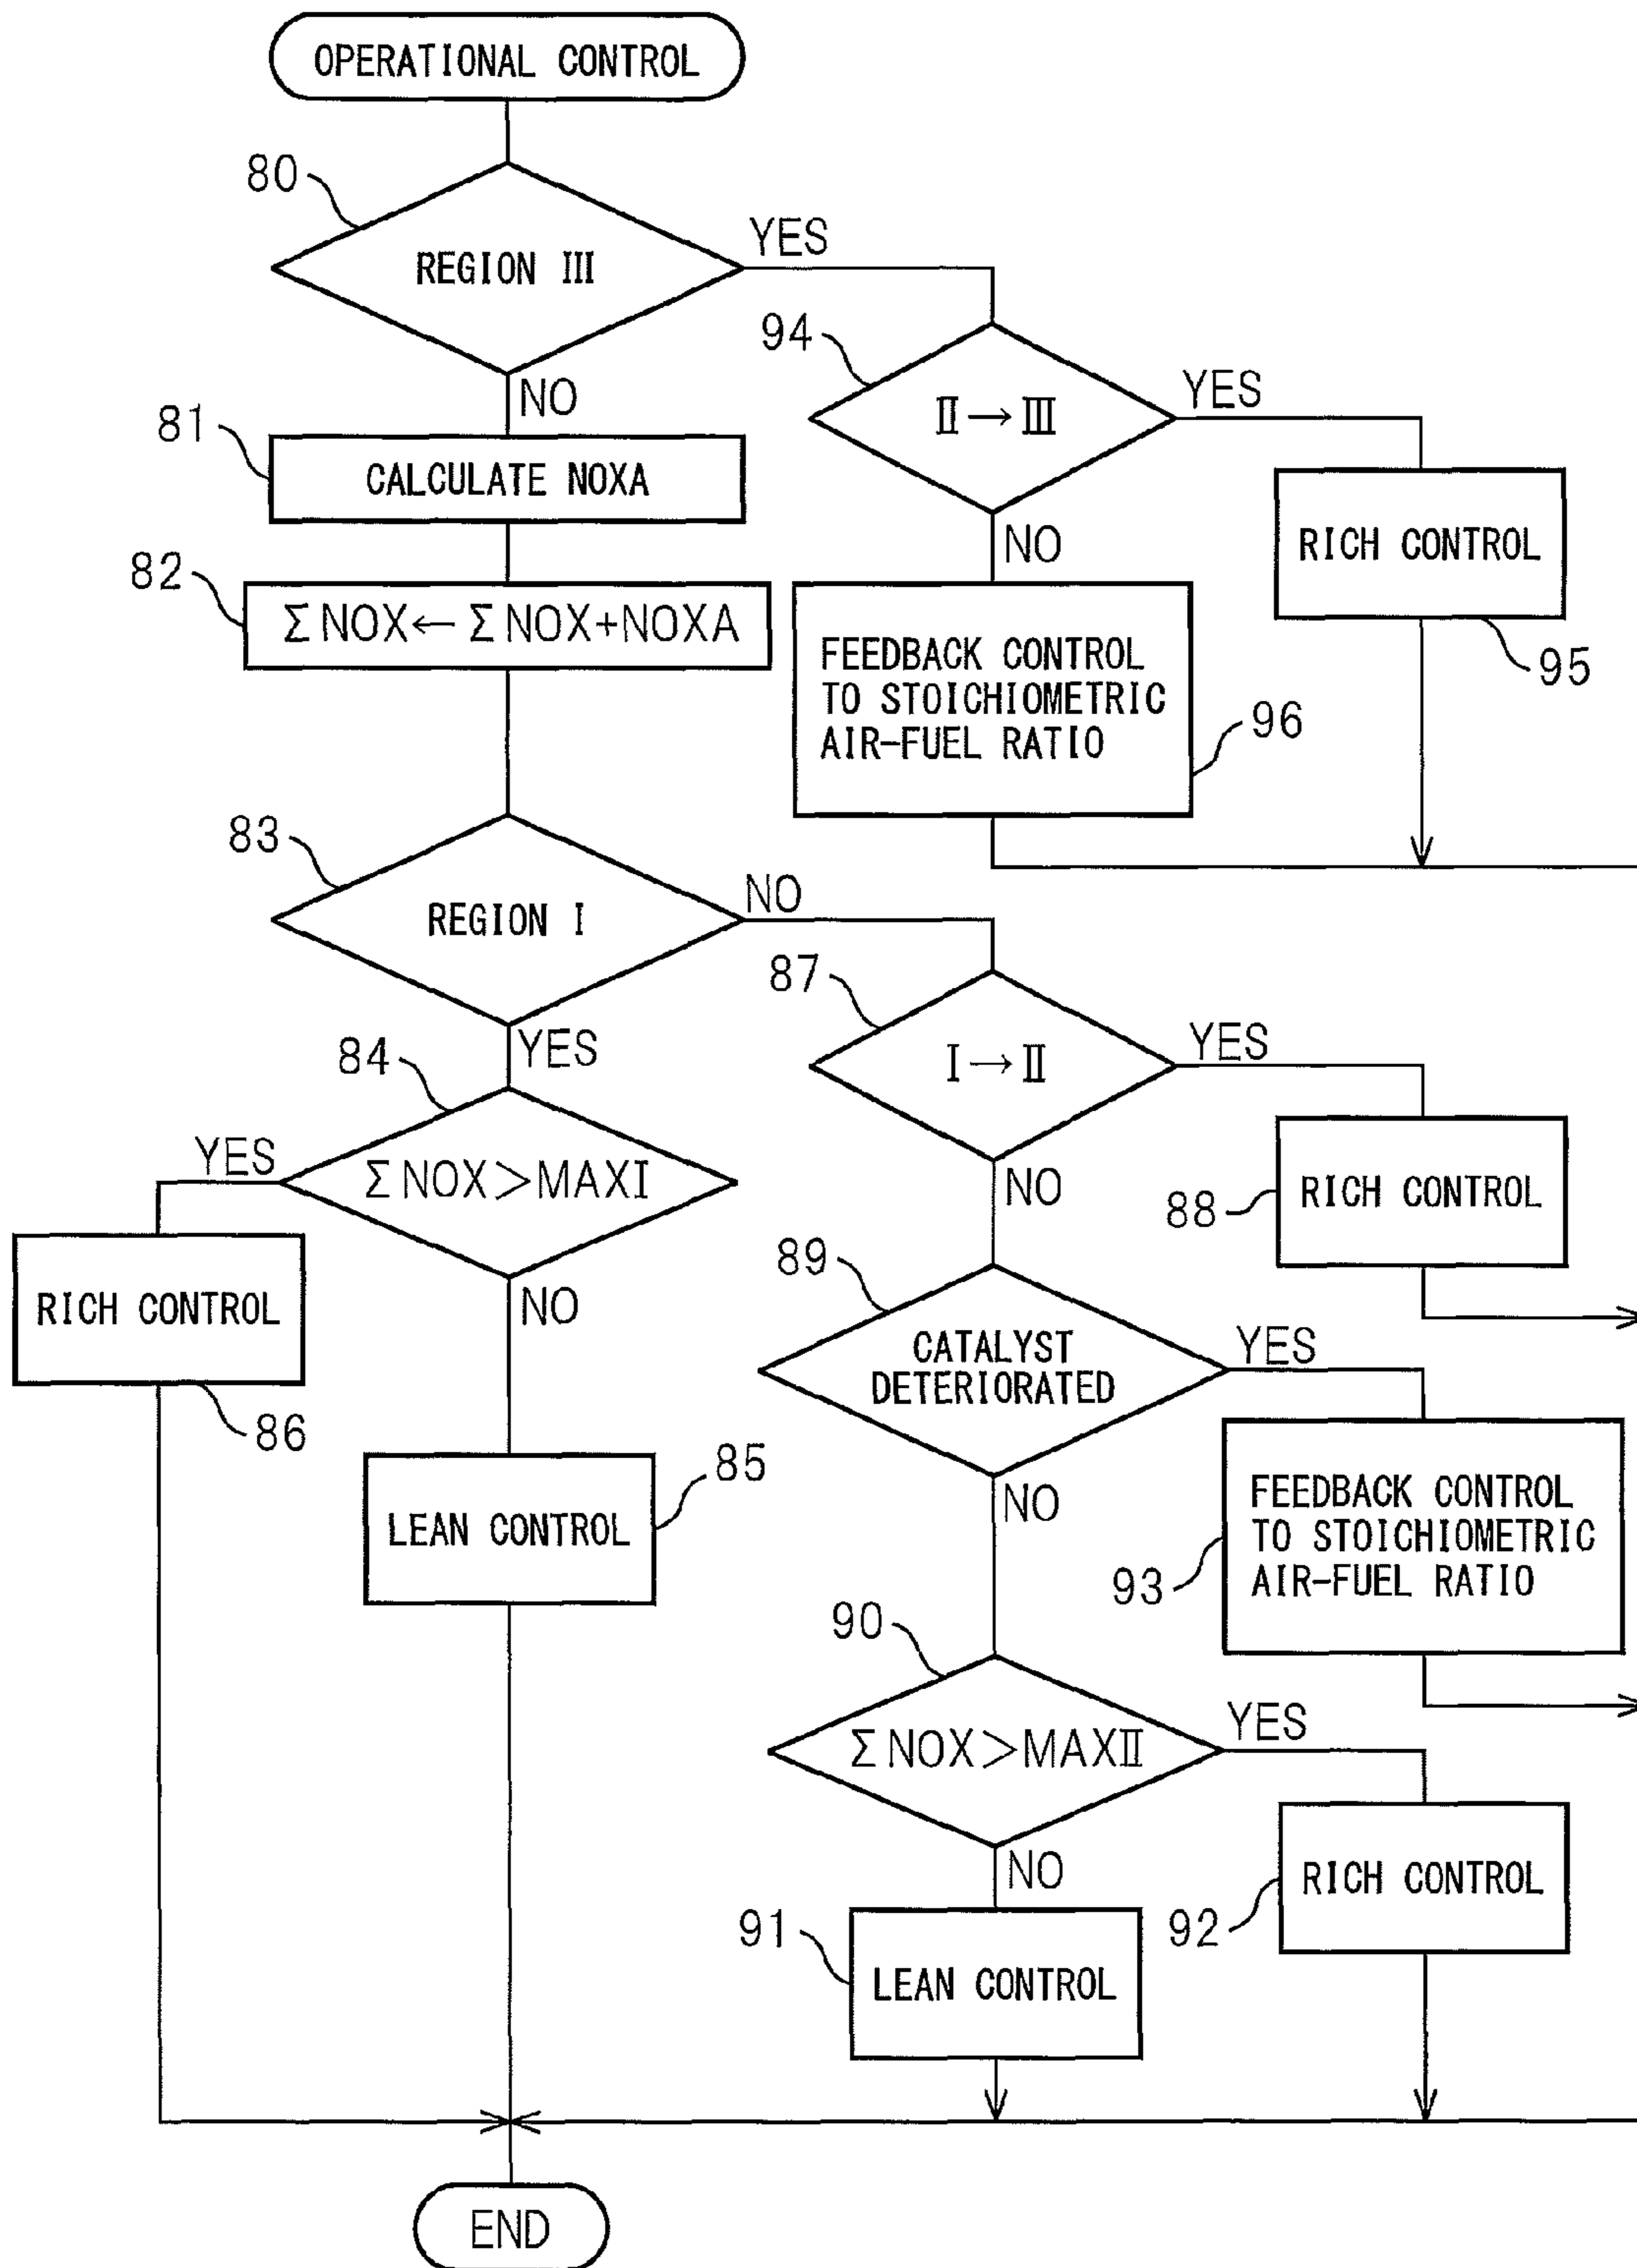 OPERATIONAL CONTROL
80
REGION III
YES
NO
94
II→III
YES
NO
81
CALCULATE NOXA
82
ΣNOX←ΣNOX+NOXA
RICH CONTROL
95
FEEDBACK CONTROL
TO STOICHIOMETRIC
AIR-FUEL RATIO
96
83
REGION I
NO
YES
87
I→II
YES
NO
84
ΣNOX>MAXI
YES
NO
RICH CONTROL
88
RICH CONTROL
86
89
CATALYST
DETERIORATED
YES
NO
LEAN CONTROL
85
FEEDBACK CONTROL
TO STOICHIOMETRIC
AIR-FUEL RATIO
93
90
ΣNOX>MAXII
YES
NO
RICH CONTROL
92
91
LEAN CONTROL
END